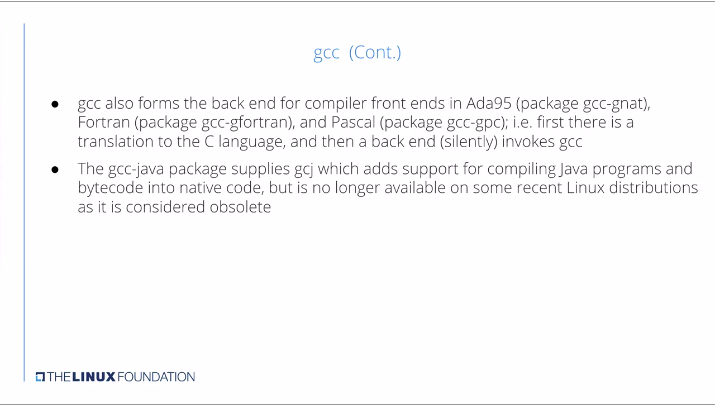 gcc (Cont.)
● gcc also forms the back end for compiler front ends in Ada95 (package gcc-gnat),
Fortran (package gcc-gfortran), and Pascal (package gcc-gpc); i.e. first there is a
translation to the C language, and then a back end (silently) invokes gcc
● The gcc-java package supplies gcj which adds support for compiling Java programs and
bytecode into native code, but is no longer available on some recent Linux distributions
as it is considered obsolete
THE LINUX FOUNDATION